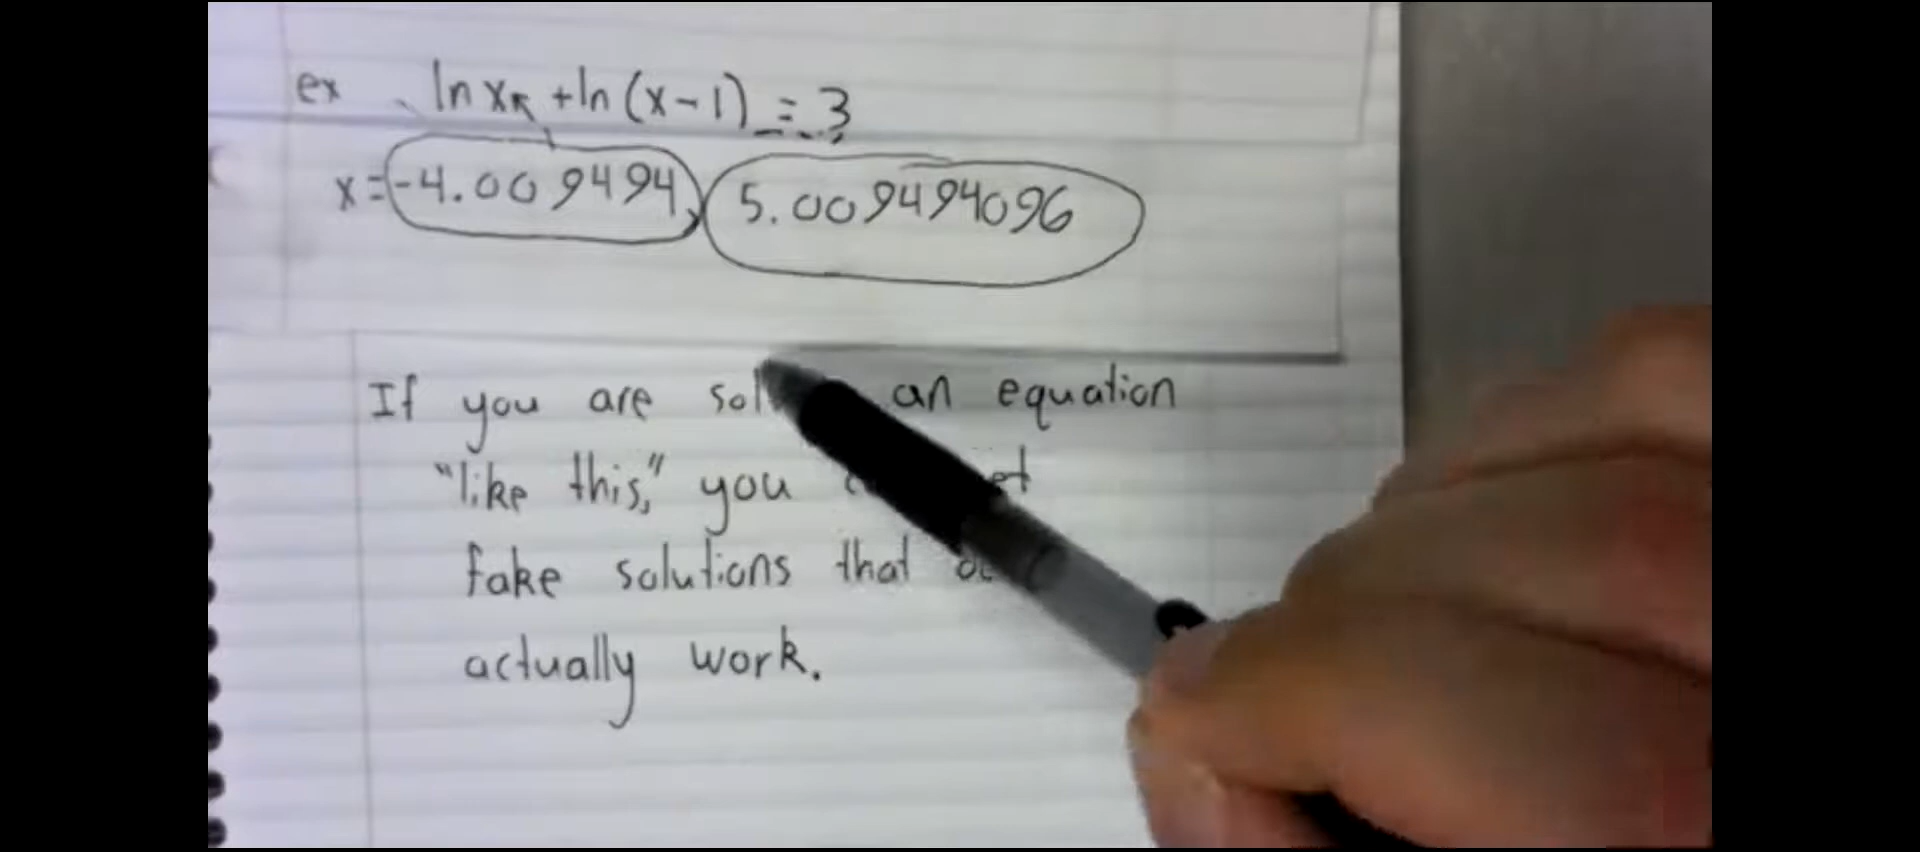 ex ln x + ln (x - 1) = 3
x = -4.009494, 5.009494096
If you are an equation
"like this," you
fake solutions that
actually work.